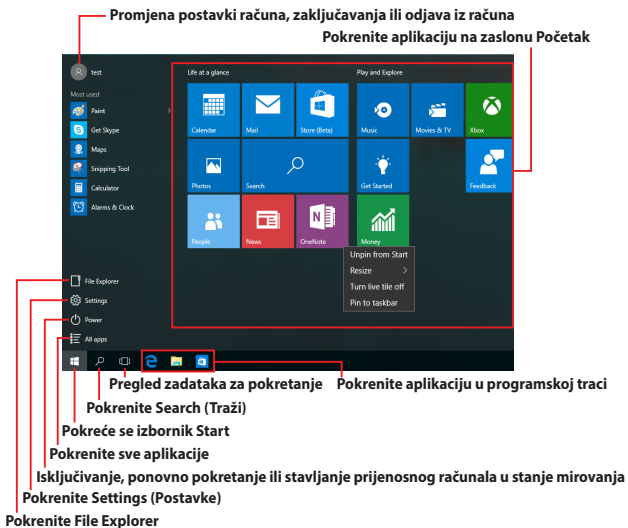 Promjena postavki računa, zaključavanja ili odjava iz računa
Pokrenite aplikaciju na zaslonu Početak
test
Most used
Paint
Get Skype
Maps
Snipping Tool
Calculator
Alarms & Clock
File Explorer
Settings
Power
All apps
Life at a glance
Play and Explore
Calendar
Mail
Store (Beta)
Music
Movies & TV
Xbox
Photos
Search
Get Started
Feedback
People
News
OneNote
Money
Unpin from Start
Resize
Turn live tile off
Pin to taskbar
Pregled zadataka za pokretanje
Pokrenite aplikaciju u programskoj traci
Pokrenite Search (Traži)
Pokreće se izbornik Start
Pokrenite sve aplikacije
Isključivanje, ponovno pokretanje ili stavljanje prijenosnog računala u stanje mirovanja
Pokrenite Settings (Postavke)
Pokrenite File Explorer